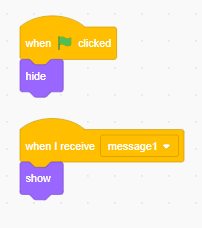 when clicked
hide
when I receive message1
show